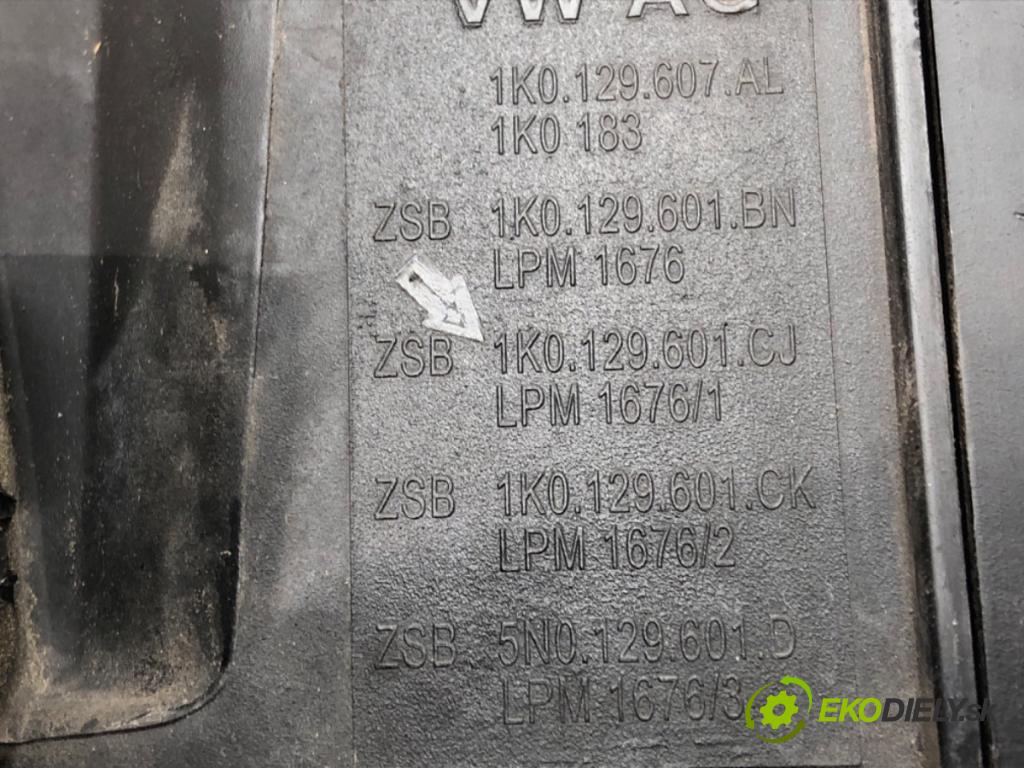 VW AG
1K0.129.607.AL
1K0 183
ZSB 1K0.129.601.BN
LPM 1676
ZSB 1K0.129.601.CJ
LPM 1676/1
ZSB 1K0.129.601.CK
LPM 1676/2
ZSB 5N0.129.601.D
LPM 1676/3
EKODIELY.SK